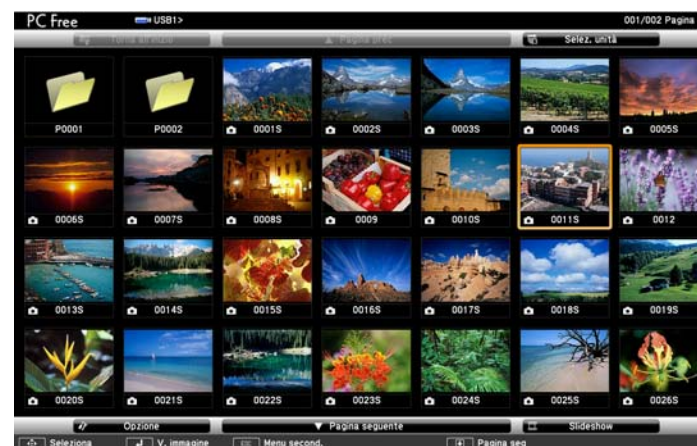 PC Free USB1> 001/002 Pagina
Torna all'inizio ▲ Pagina prec Selez. unità
P0001 P0002 0001S 0002S 0003S 0004S 0005S
0006S 0007S 0008S 0009 0010S 0011S 0012
0013S 0014S 0015S 0016S 0017S 0018S 0019S
0020S 0021S 0022S 0023S 0024S 0025S 0026S
Opzione ▼ Pagina seguente Slideshow
Seleziona V. immagine ESC Menu second. Pagina seg